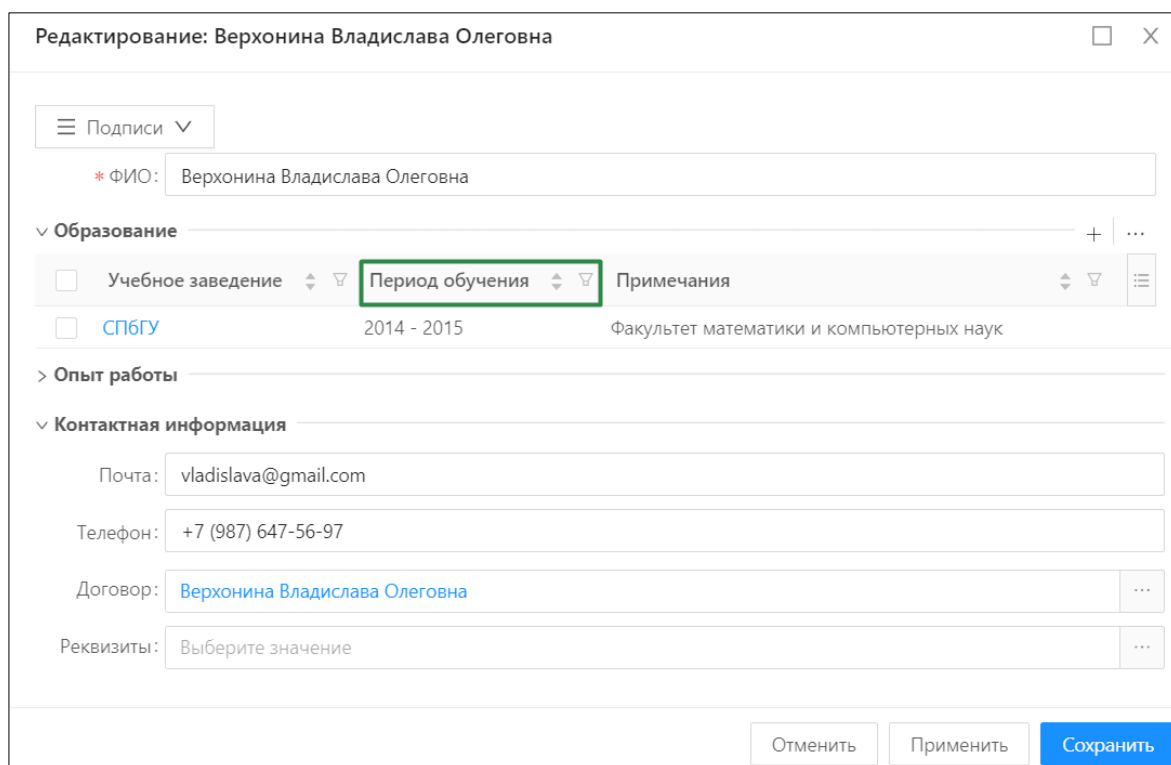 Редактирование: Верхонина Владислава Олеговна
Подписи
* ФИО: Верхонина Владислава Олеговна
Образование
Учебное заведение Период обучения Примечания
СПбГУ 2014 - 2015 Факультет математики и компьютерных наук
Опыт работы
Контактная информация
Почта: vladislava@gmail.com
Телефон: +7 (987) 647-56-97
Договор: Верхонина Владислава Олеговна
Реквизиты: Выберите значение
Отменить Применить Сохранить